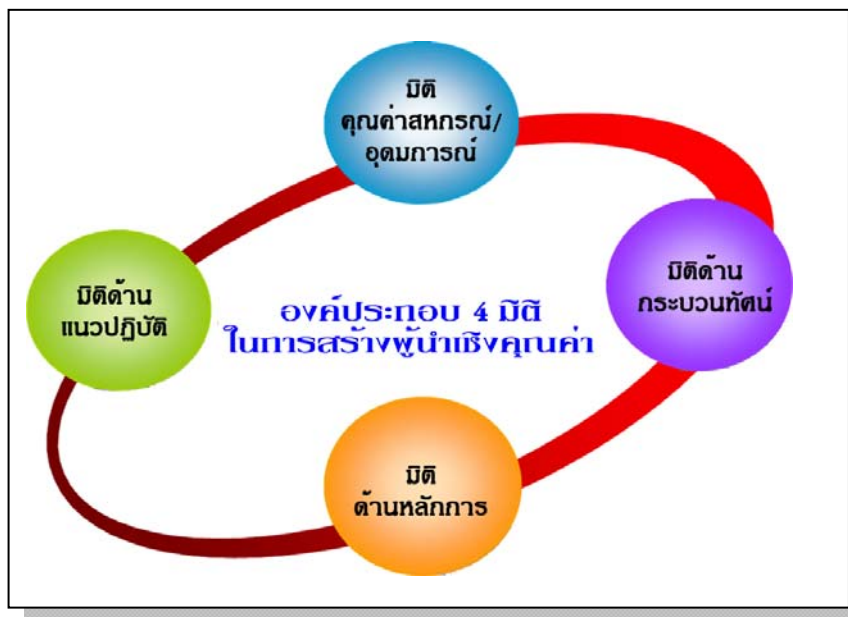 มิติ
คุณค่าสหกรณ์/
อุดมการณ์
มิติด้าน
กระบวนทัศน์
มิติด้าน
แนวปฏิบัติ
องค์ประกอบ 4 มิติ
ในการสร้างผู้นำเชิงคุณค่า
มิติ
ด้านหลักการ